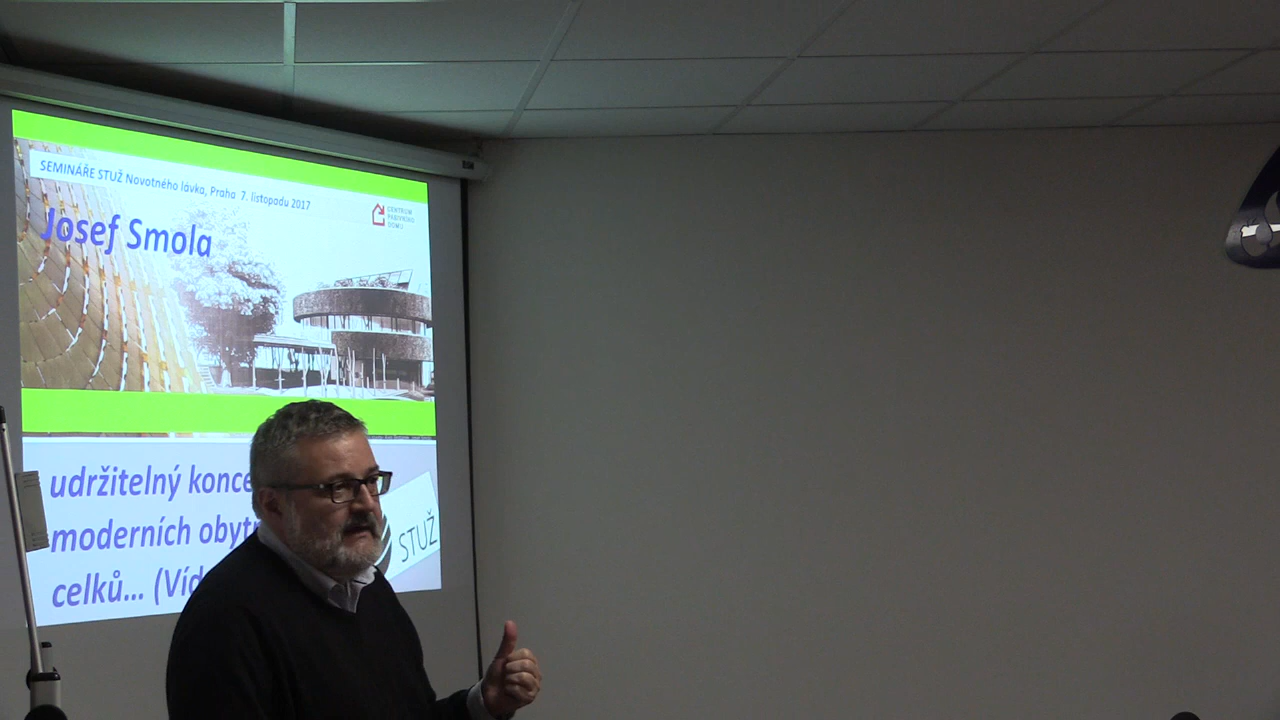 SEMINÁŘE STUŽ Novotného lávka, Praha 7. listopadu 2017
CENTRUM
PASIVNÍHO
DOMU
Josef Smola
udržitelný konce
moderních obyt
celků... (Víd
STUŽ